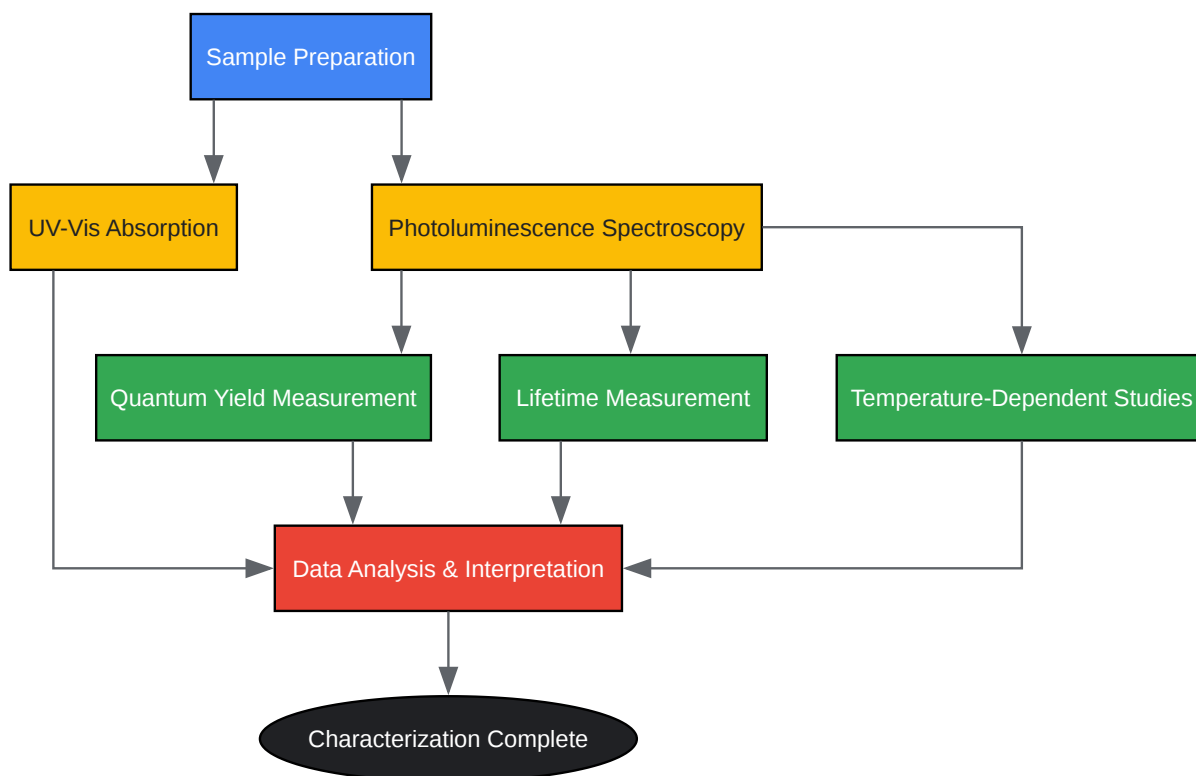 Sample Preparation
UV-Vis Absorption
Photoluminescence Spectroscopy
Quantum Yield Measurement
Lifetime Measurement
Temperature-Dependent Studies
Data Analysis & Interpretation
Characterization Complete